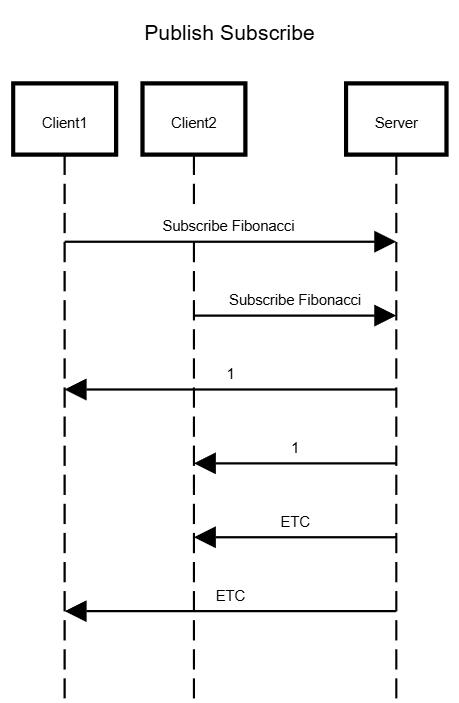 Publish Subscribe
Client1
Client2
Server
Subscribe Fibonacci
Subscribe Fibonacci
1
1
ETC
ETC